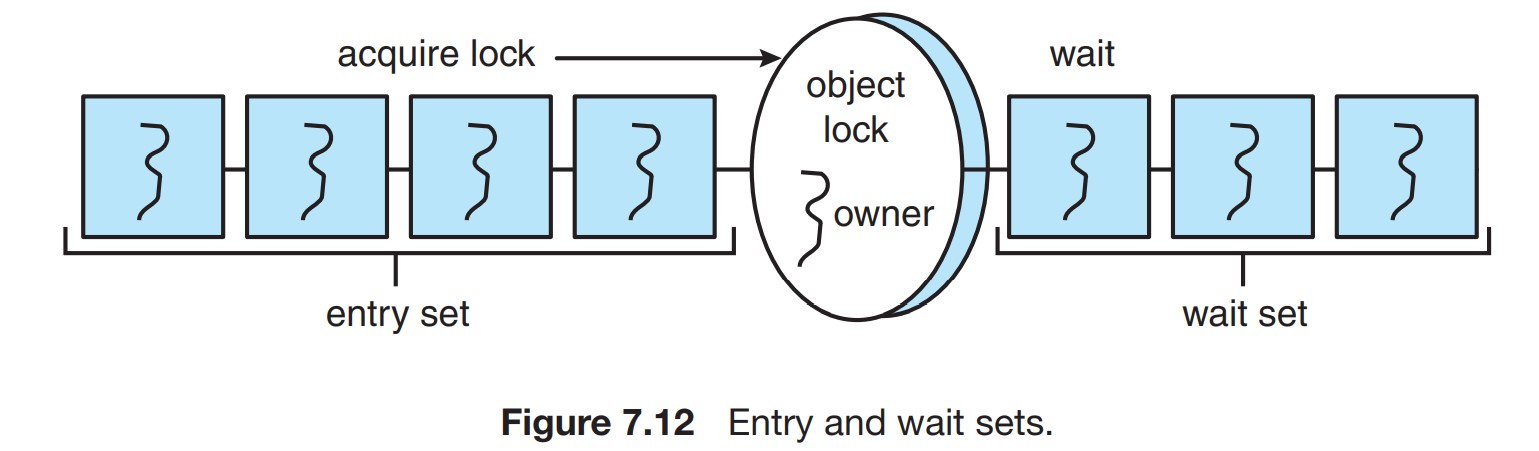 acquire lock
object
lock
owner
wait
entry set
wait set
Figure 7.12 Entry and wait sets.